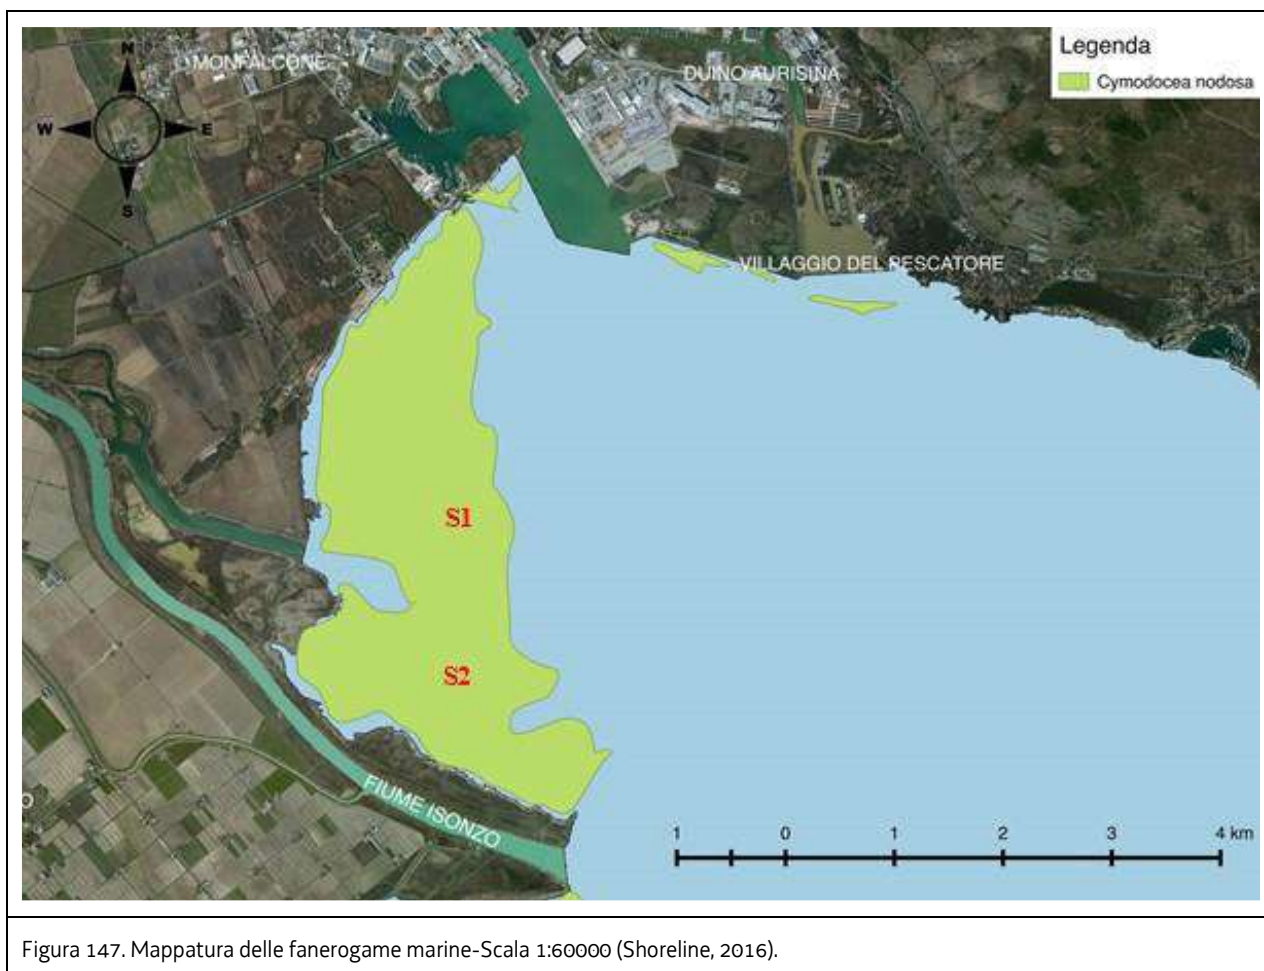 MONFALCONE
DUINO AURISINA
Legenda
Cymodocea nodosa
N
W E
S
VILLAGGIO DEL PESCATORE
S1
S2
FIUME ISONZO
O
1 0 1 2 3 4 km
Figura 147. Mappatura delle fanerogame marine-Scala 1:60000 (Shoreline, 2016).